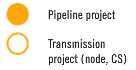 Pipeline project
Transmission
project (node, CS)